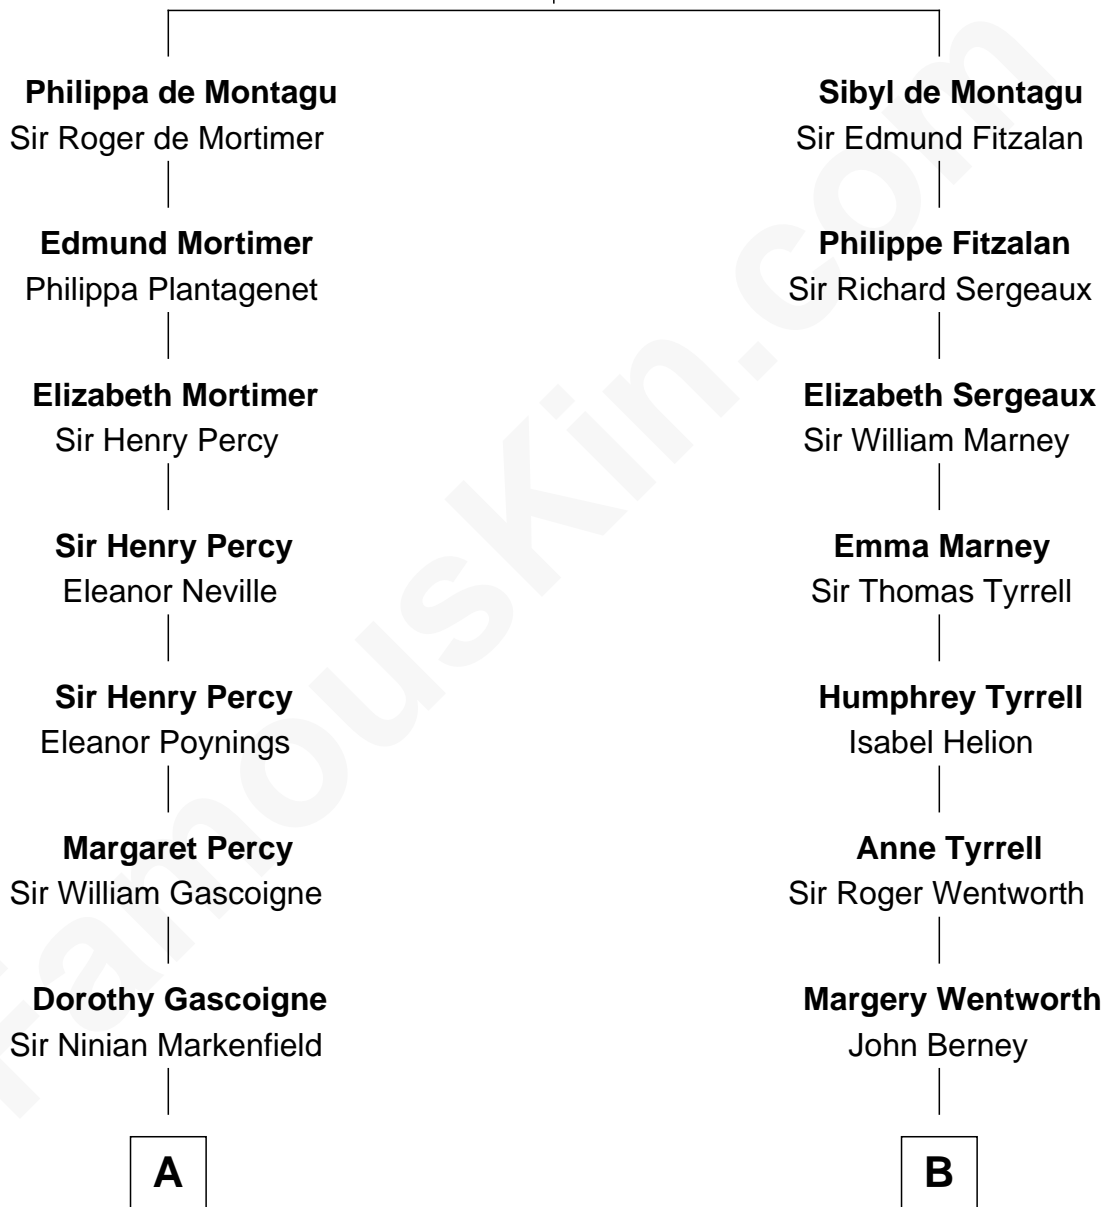 Philippa de Montagu
Sir Roger de Mortimer
Edmund Mortimer
Philippa Plantagenet
Elizabeth Mortimer
Sir Henry Percy
Sir Henry Percy
Eleanor Neville
Sir Henry Percy
Eleanor Poynings
Margaret Percy
Sir William Gascoigne
Dorothy Gascoigne
Sir Ninian Markenfield
A
Sibyl de Montagu
Sir Edmund Fitzalan
Philippe Fitzalan
Sir Richard Sergeaux
Elizabeth Sergeaux
Sir William Marney
Emma Marney
Sir Thomas Tyrrell
Humphrey Tyrrell
Isabel Helion
Anne Tyrrell
Sir Roger Wentworth
Margery Wentworth
John Berney
B
FamousKin.com